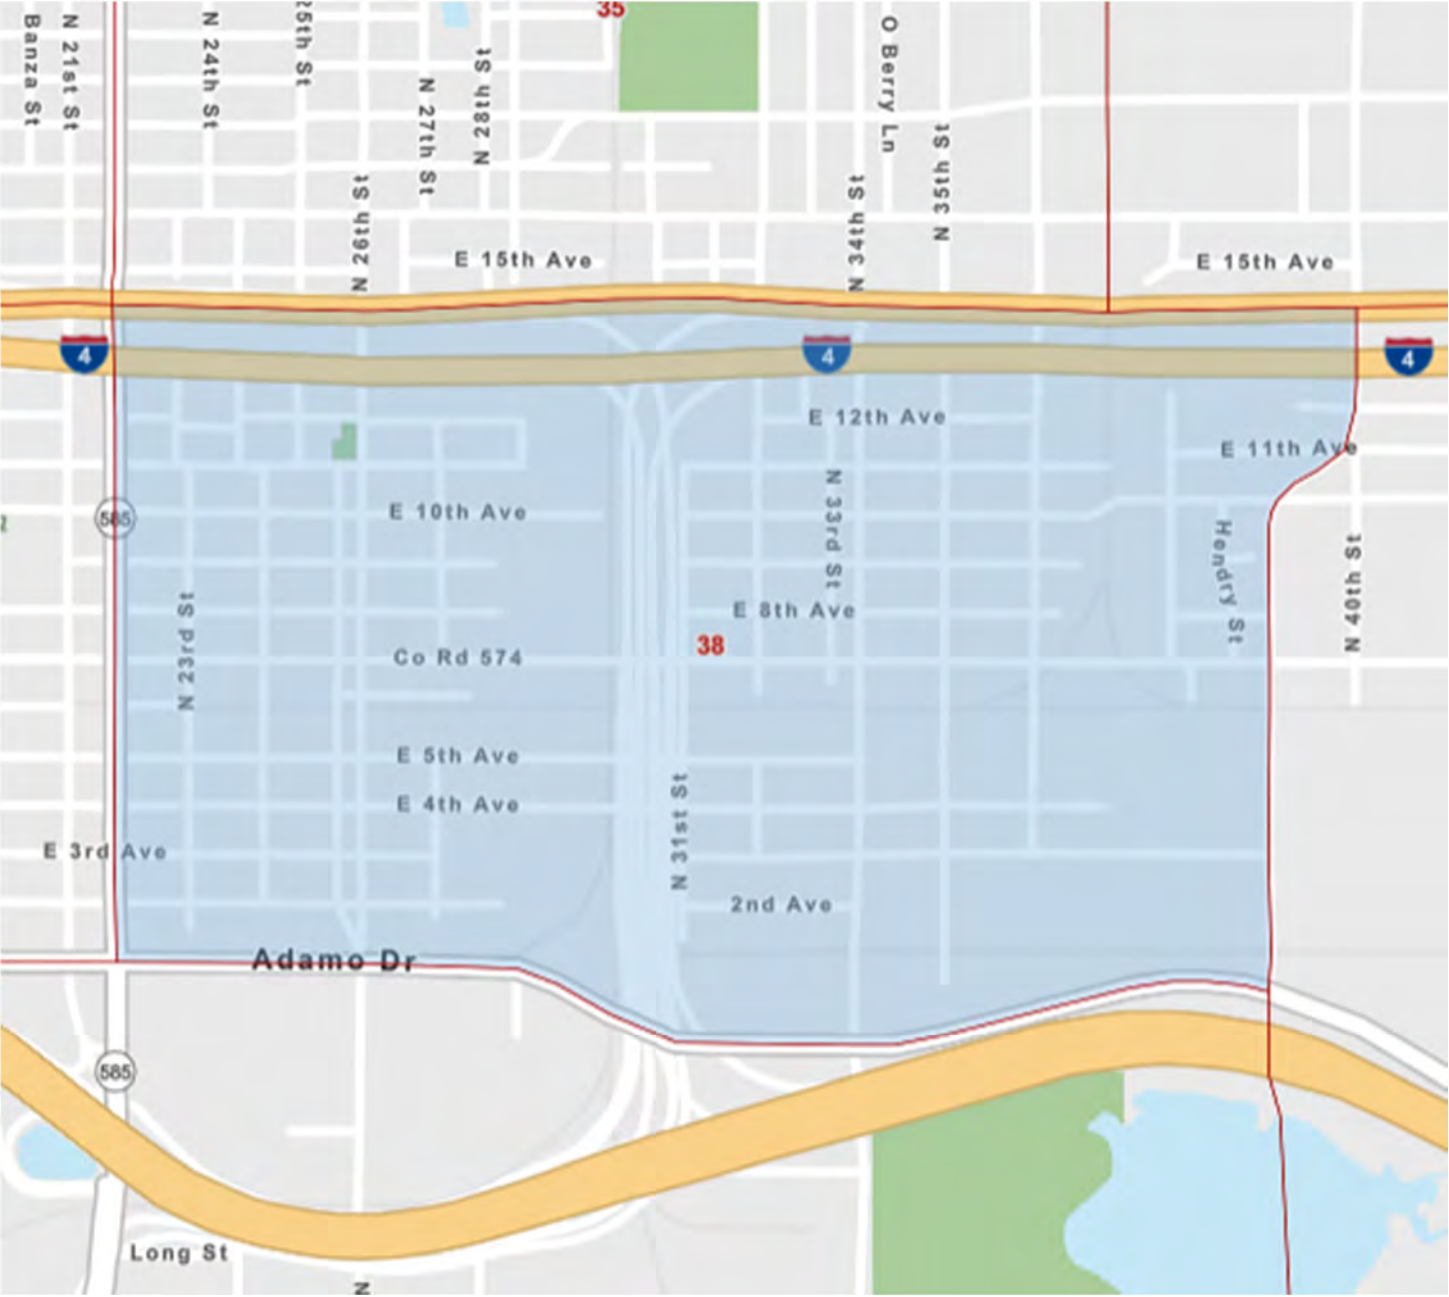 Banza St
N 21st St
N 24th St
25th St
N 27th St
N 28th St
35
O Berry Ln
N 35th St
N 26th St
E 15th Ave
N 34th St
E 15th Ave
4
4
4
E 12th Ave
E 11th Ave
585
E 10th Ave
N 33rd St
Hendry St
N 40th St
N 23rd St
E 8th Ave
38
Co Rd 574
E 5th Ave
E 4th Ave
N 31st St
E 3rd Ave
2nd Ave
Adamo Dr
585
Long St
N